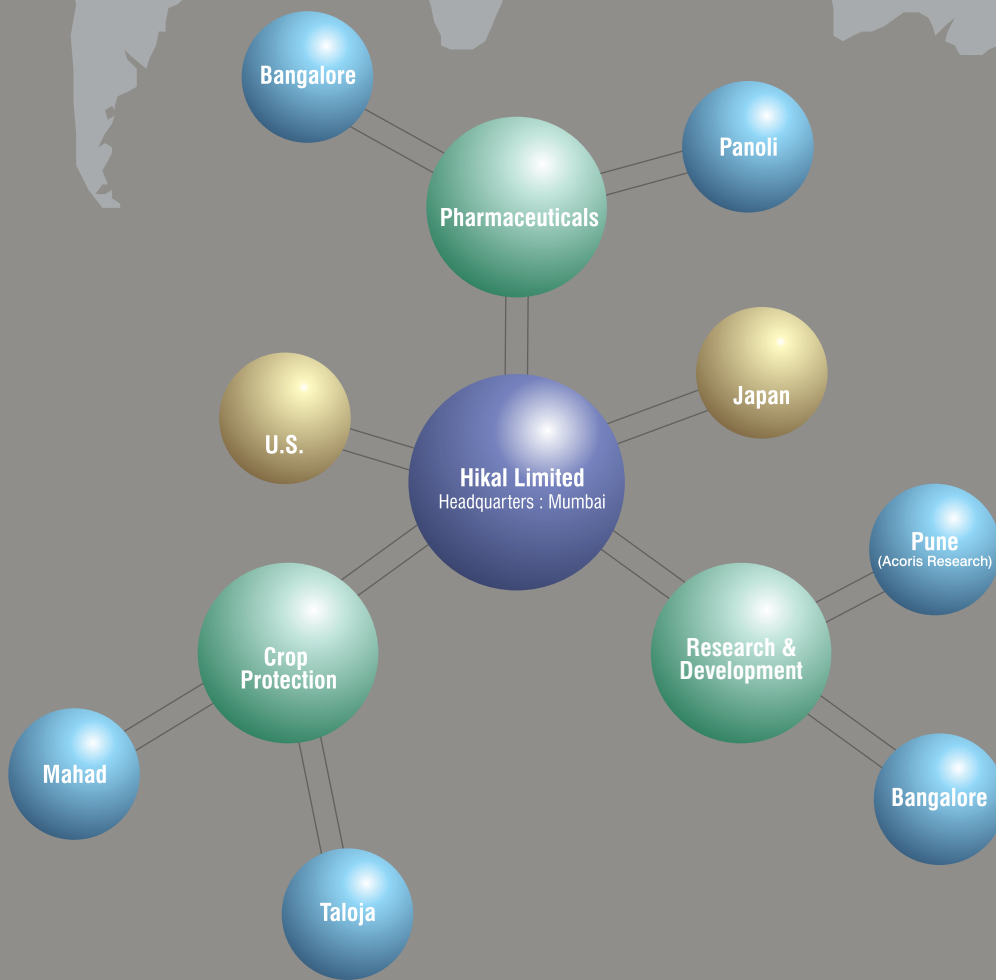 Bangalore
Panoli
Pharmaceuticals
Japan
U.S.
Hikal Limited
Headquarters : Mumbai
Pune
(Acoris Research)
Crop
Protection
Research &
Development
Mahad
Bangalore
Taloja